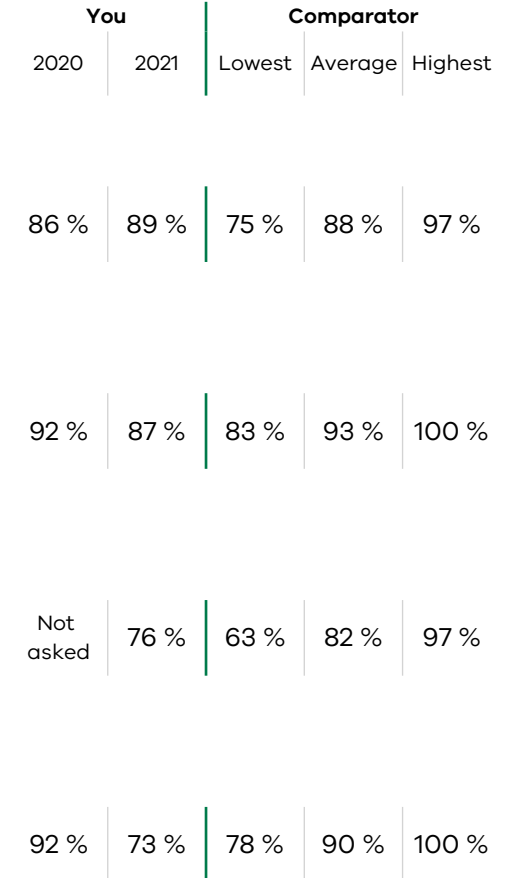 You Comparator
2020 2021 Lowest Average Highest
86 % 89 % 75 % 88 % 97 %
92 % 87 % 83 % 93 % 100 %
Not
asked
76 % 63 % 82 % 97 %
92 % 73 % 78 % 90 % 100 %